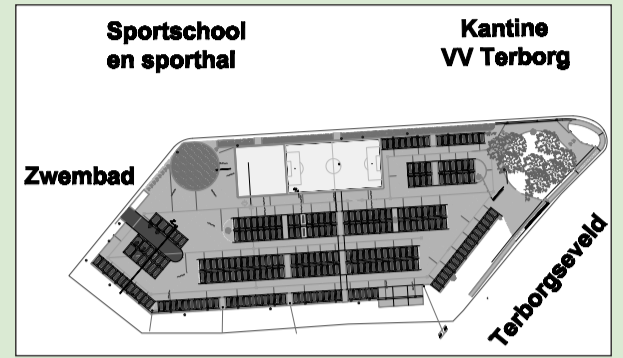 Sportschool
en sporthal
Kantine
VV Terborg
Zwembad
Terborgseveld